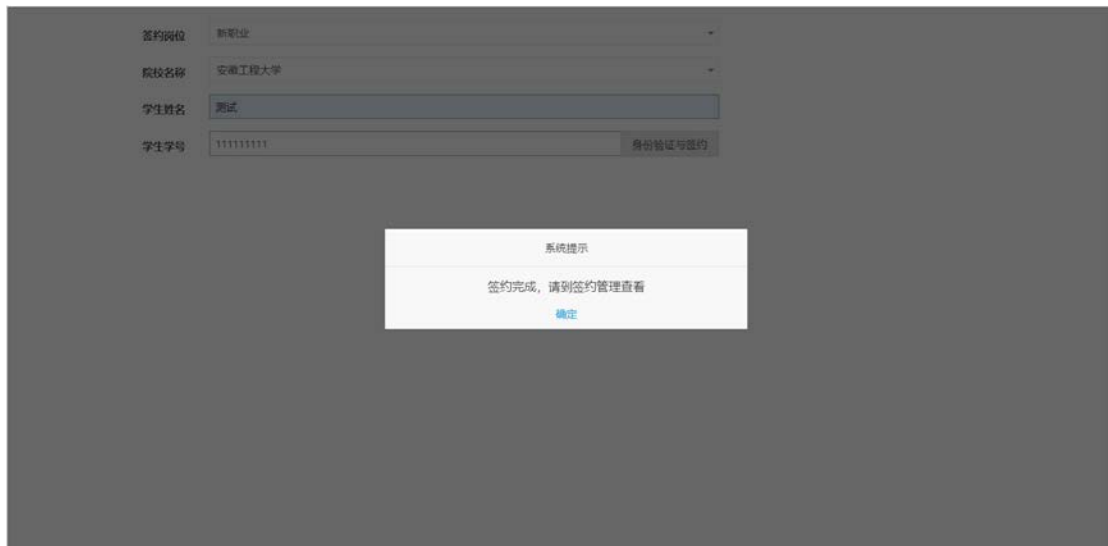 签约岗位 新职业
院校名称 安徽工程大学
学生姓名 测试
学生学号 111111111 身份验证与签约
系统提示
签约完成，请到签约管理查看
确定